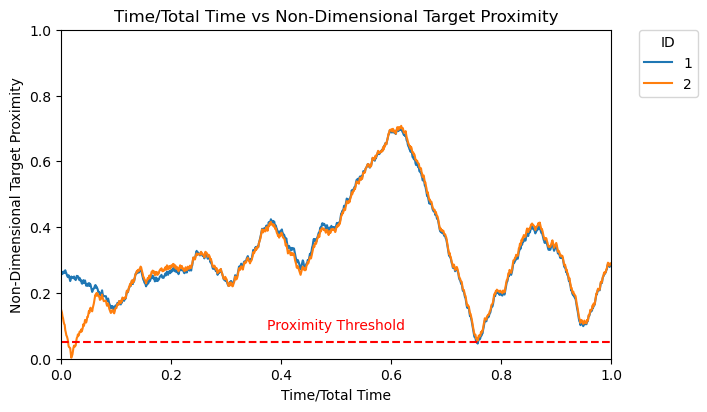 Time/Total Time vs Non-Dimensional Target Proximity
ID
1
2
Non-Dimensional Target Proximity
1.0
0.8
0.6
0.4
0.2
0.0
Proximity Threshold
0.0 0.2 0.4 0.6 0.8 1.0
Time/Total Time